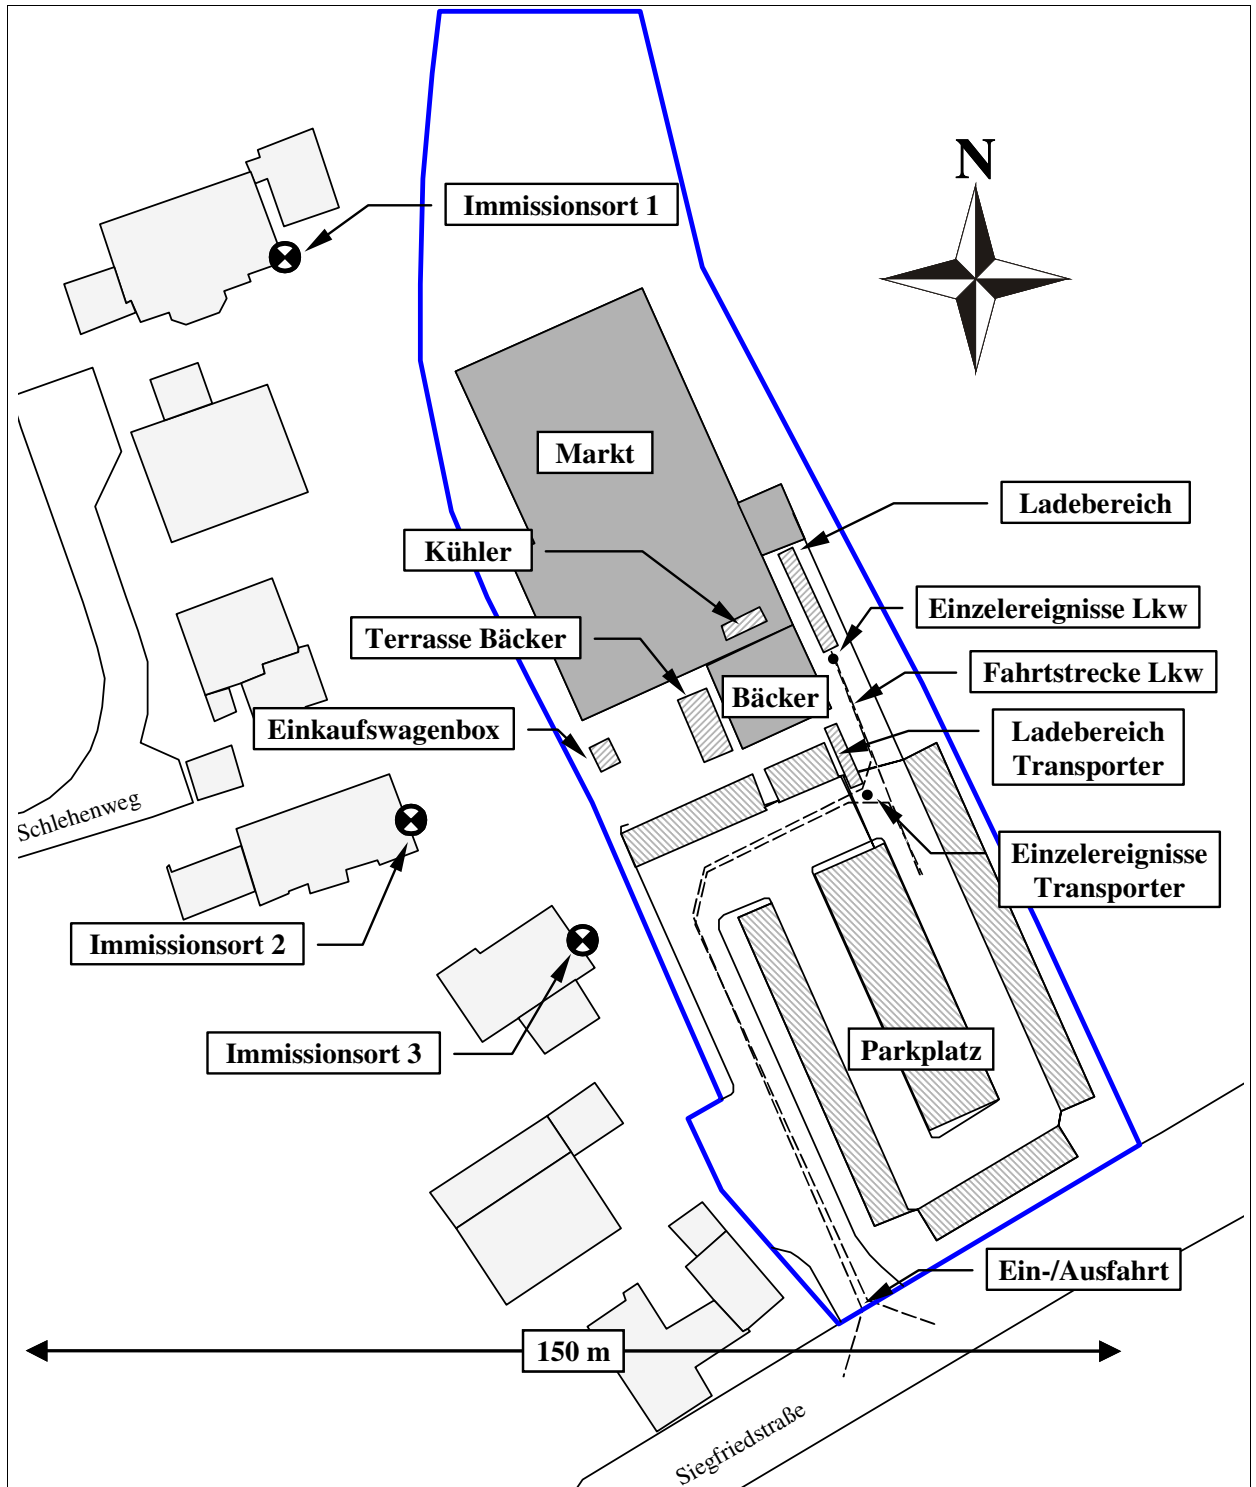 N
Immissionsort 1
Markt
Ladebereich
Kühler
Einzelereignisse Lkw
Terrasse Bäcker
Fahrtstrecke Lkw
Bäcker
Einkaufswagenbox
Ladebereich
Transporter
Schlehenweg
Einzelereignisse
Transporter
Immissionsort 2
Immissionsort 3
Parkplatz
Ein-/Ausfahrt
150 m
Siegfriedstraße